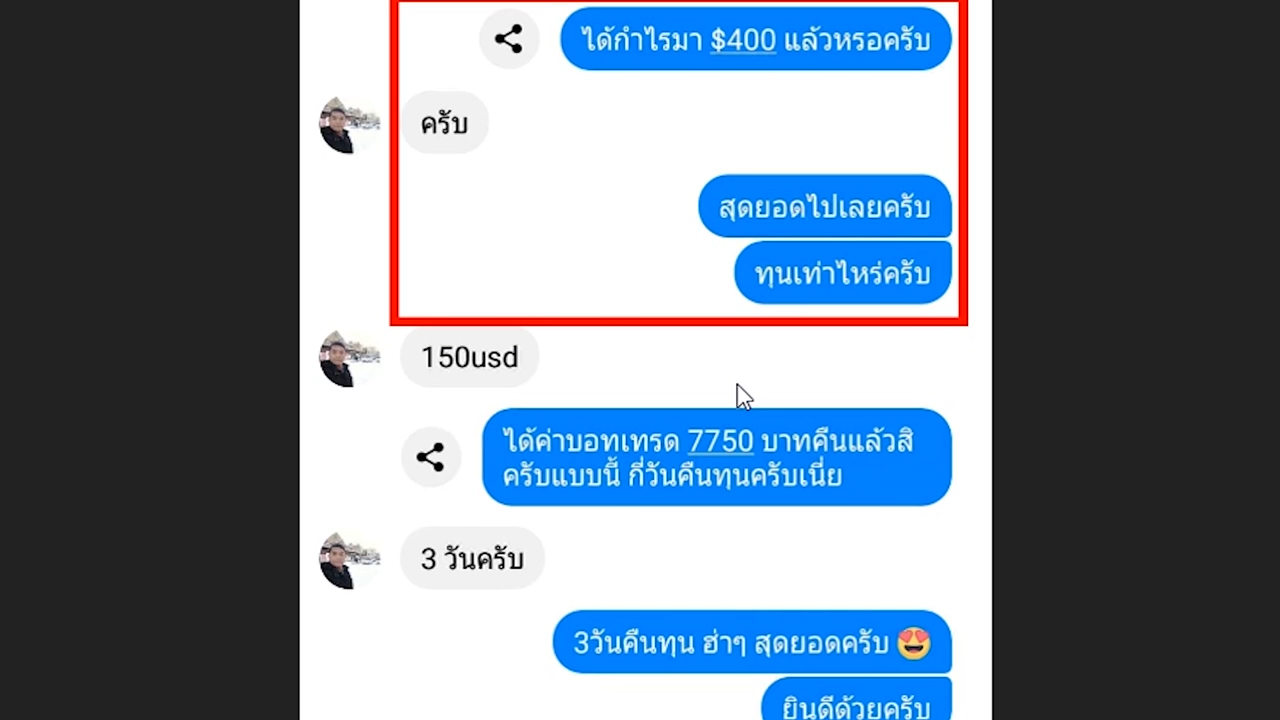 ได้กำไรมา $400 แล้วหรอครับ
ครับ
สุดยอดไปเลยครับ
ทุนเท่าไหร่ครับ
150usd
ได้ค่าบอทเทรด 7750 บาทคืนแล้วสิ
ครับแบบนี้ กี่วันคืนทุนครับเนี่ย
3 วันครับ
3วันคืนทุน ฮ่าๆ สุดยอดครับ 😍
ยินดีด้วยครับ